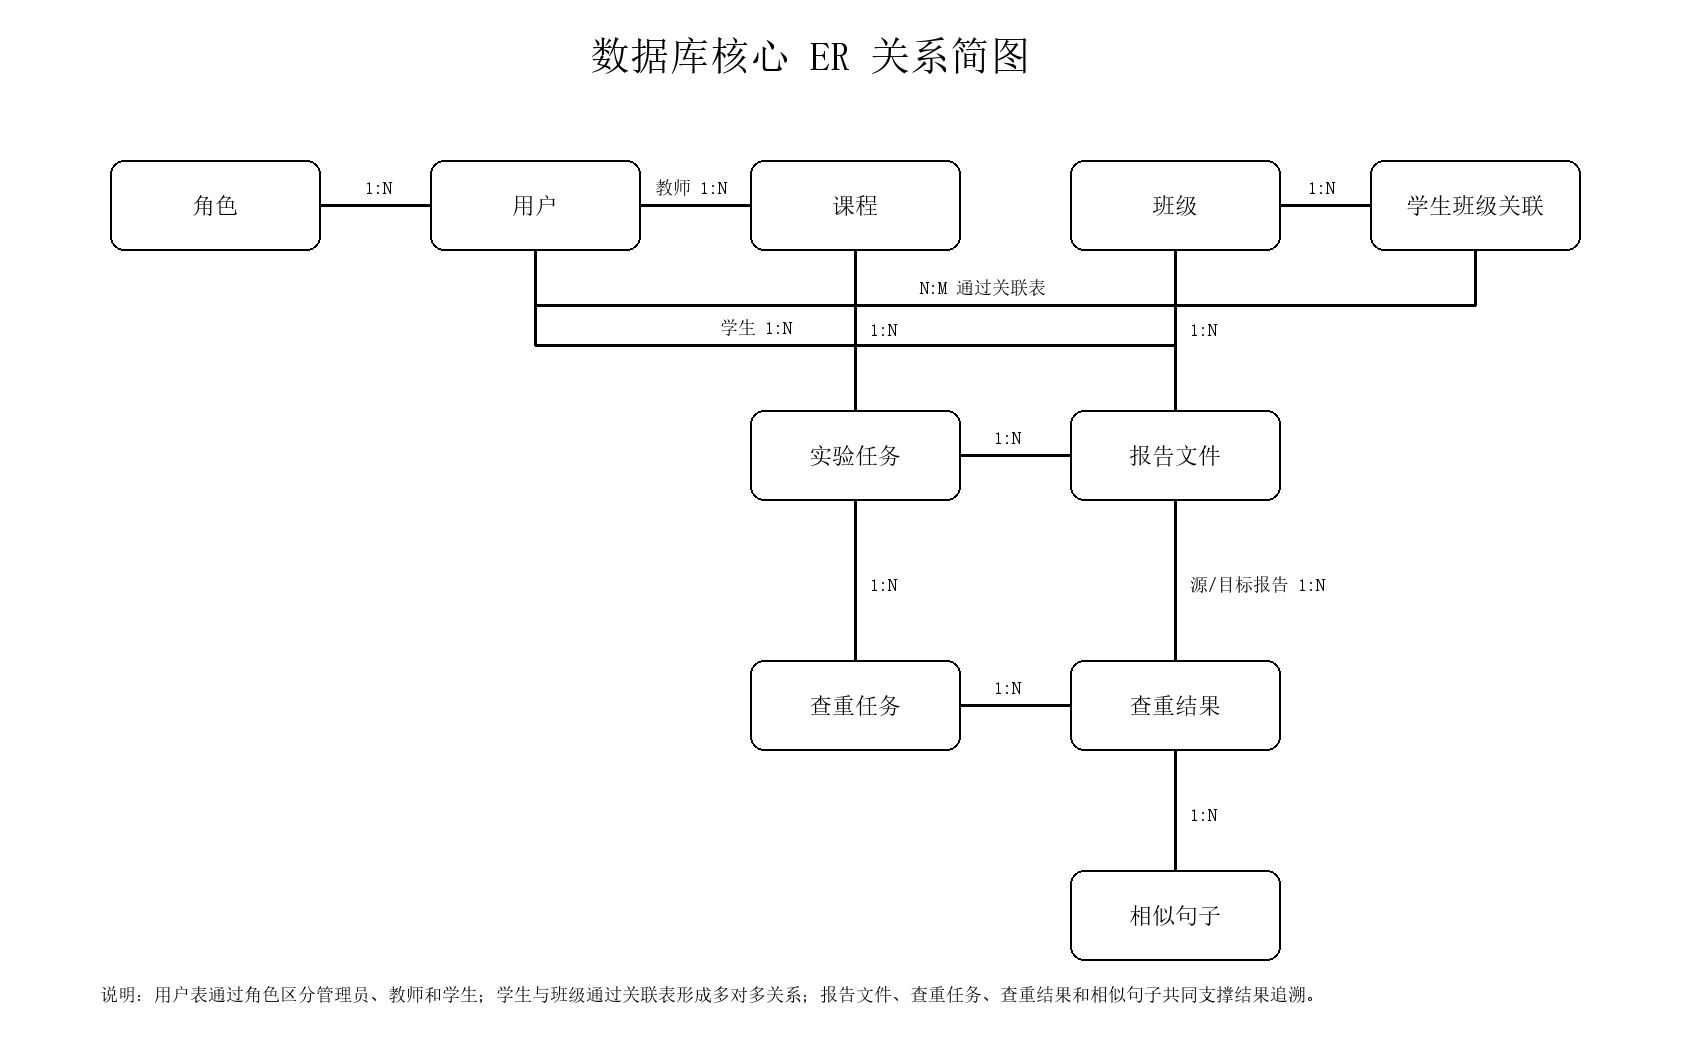 数据库核心 ER 关系简图
角色
1:N
用户
教师 1:N
课程
班级
1:N
学生班级关联
N:M 通过关联表
学生 1:N
1:N
1:N
实验任务
1:N
报告文件
1:N
源/目标报告 1:N
查重任务
1:N
查重结果
1:N
相似句子
说明: 用户表通过角色区分管理员、教师和学生; 学生与班级通过关联表形成多对多关系; 报告文件、查重任务、查重结果和相似句子共同支撑结果追溯。